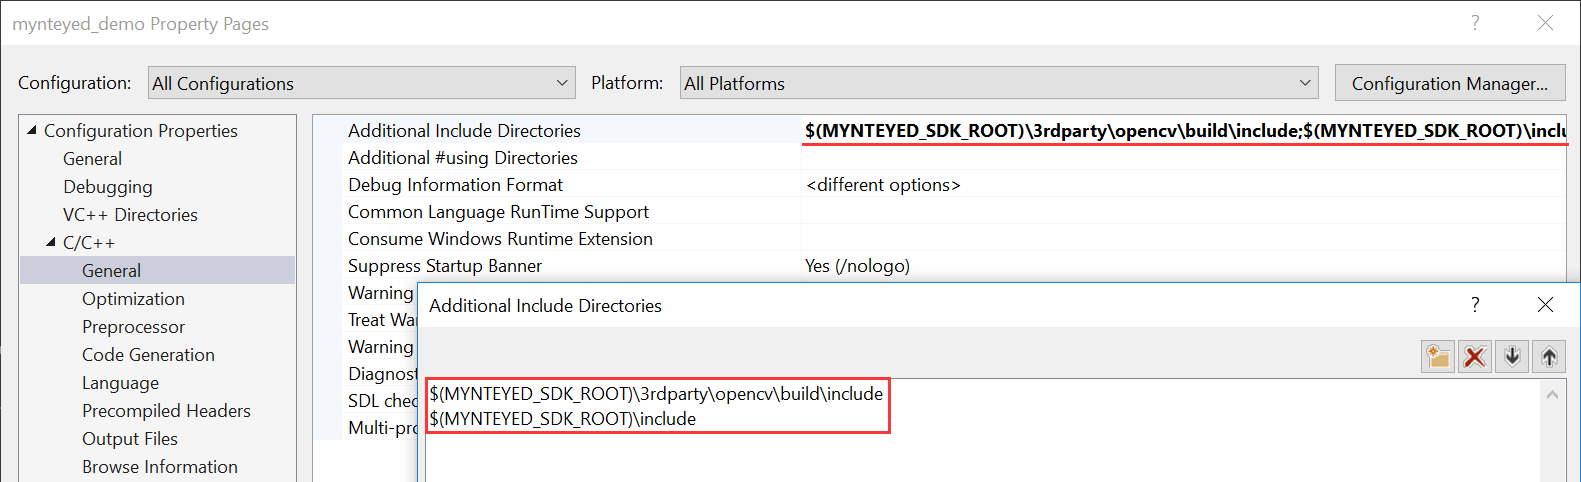 mynteyed_demo Property Pages
?
Configuration: All Configurations Platform: All Platforms Configuration Manager...
Configuration Properties
General
Debugging
VC++ Directories
C/C++
General
Optimization
Preprocessor
Code Generation
Language
Precompiled Headers
Output Files
Browse Information
Additional Include Directories $(MYNTEYED_SDK_ROOT)\3rdparty\opencv\build\include;$(MYNTEYED_SDK_ROOT)\inclu
Additional #using Directories
Debug Information Format <different options>
Common Language RunTime Support
Consume Windows Runtime Extension
Suppress Startup Banner Yes (/nologo)
Warning
Treat War
Warning
Diagnost
SDL chec
Multi-pro
Additional Include Directories
?
$(MYNTEYED_SDK_ROOT)\3rdparty\opencv\build\include
$(MYNTEYED_SDK_ROOT)\include